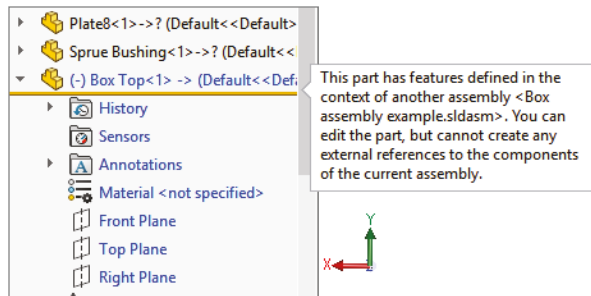 Plate8<1>->? (Default<<Default>
Sprue Bushing<1>->? (Default<<
(-) Box Top<1> -> (Default<<Defa
History
Sensors
Annotations
Material <not specified>
Front Plane
Top Plane
Right Plane
This part has features defined in the
context of another assembly <Box
assembly example.sldasm>. You can
edit the part, but cannot create any
external references to the components
of the current assembly.
Y
X